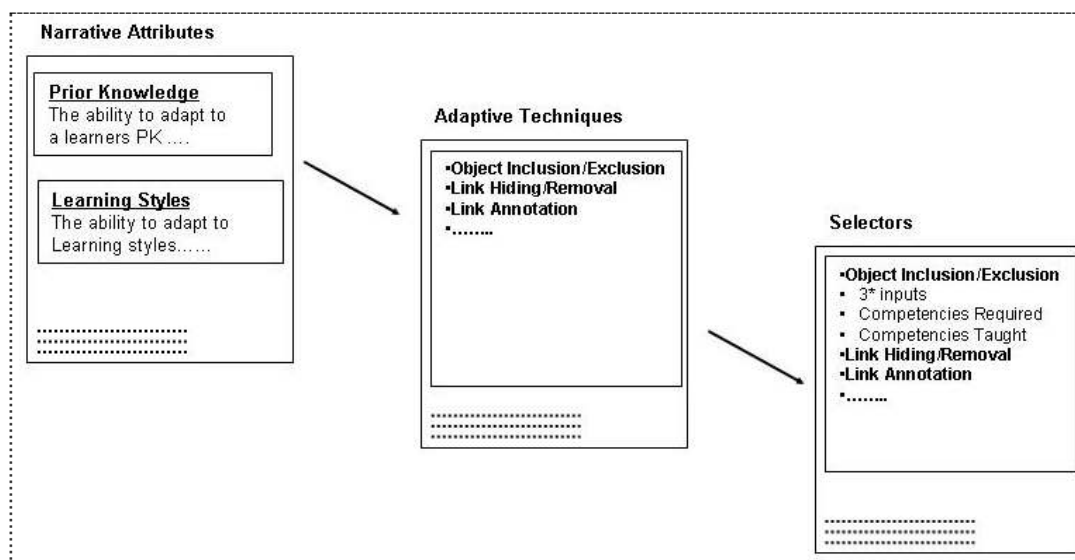 Narrative Attributes
Prior Knowledge
The ability to adapt to
a learners PK ....
Learning Styles
The ability to adapt to
Learning styles......
Adaptive Techniques
▪Object Inclusion/Exclusion
▪Link Hiding/Removal
▪Link Annotation
▪........
Selectors
▪Object Inclusion/Exclusion
▪ 3* inputs
▪ Competencies Required
▪ Competencies Taught
▪Link Hiding/Removal
▪Link Annotation
▪........